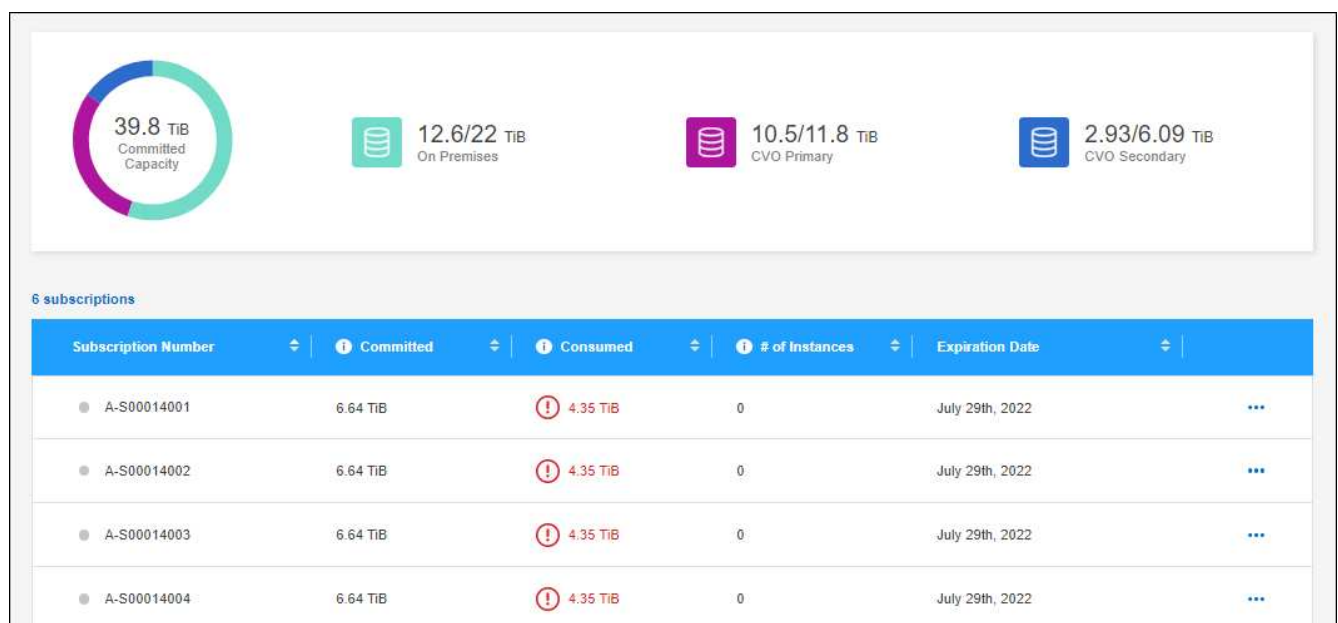 39.8 TiB
Committed
Capacity
12.6/22 TiB
On Premises
10.5/11.8 TiB
CVO Primary
2.93/6.09 TiB
CVO Secondary
6 subscriptions
Subscription Number Committed Consumed # of Instances Expiration Date
A-S00014001 6.64 TiB 4.35 TiB 0 July 29th, 2022
A-S00014002 6.64 TiB 4.35 TiB 0 July 29th, 2022
A-S00014003 6.64 TiB 4.35 TiB 0 July 29th, 2022
A-S00014004 6.64 TiB 4.35 TiB 0 July 29th, 2022